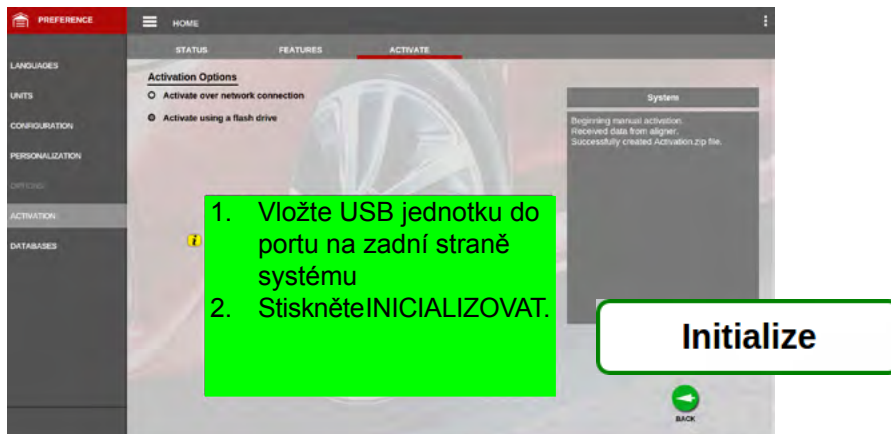 PREFERENCE
HOME
STATUS FEATURES ACTIVATE
LANGUAGES
UNITS
CONFIGURATION
PERSONALIZATION
OPTIONS
ACTIVATION
DATABASES
Activation Options
Activate over network connection
Activate using a flash drive
1. Vložte USB jednotku do
portu na zadní straně
systému
2. StiskněteINICIALIZOVAT.
System
Beginning manual activation.
Received data from aligner.
Successfully created Activation.zip file.
Initialize
BACK